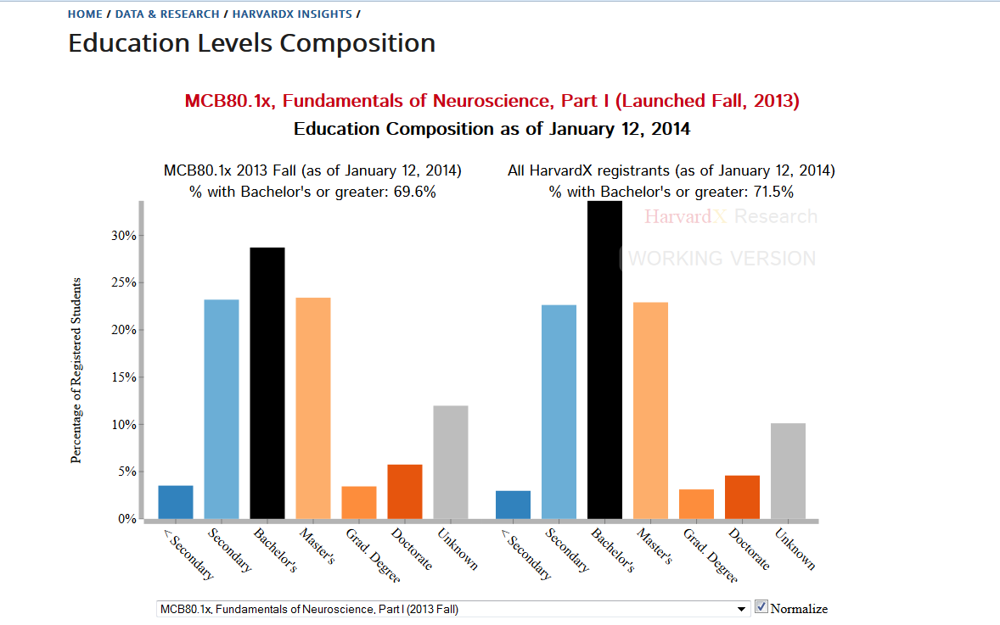 HOME / DATA & RESEARCH / HARVARDX INSIGHTS /
Education Levels Composition
MCB80.1x, Fundamentals of Neuroscience, Part I (Launched Fall, 2013)
Education Composition as of January 12, 2014
MCB80.1x 2013 Fall (as of January 12, 2014)
% with Bachelor's or greater: 69.6%
All HarvardX registrants (as of January 12, 2014)
% with Bachelor's or greater: 71.5%
HarvardX Research
WORKING VERSION
Percentage of Registered Students
30%
25%
20%
15%
10%
5%
0%
< Secondary
Secondary
Bachelor's
Master's
Grad. Degree
Doctorate
Unknown
< Secondary
Secondary
Bachelor's
Master's
Grad. Degree
Doctorate
Unknown
MCB80.1x, Fundamentals of Neuroscience, Part I (2013 Fall)
Normalize